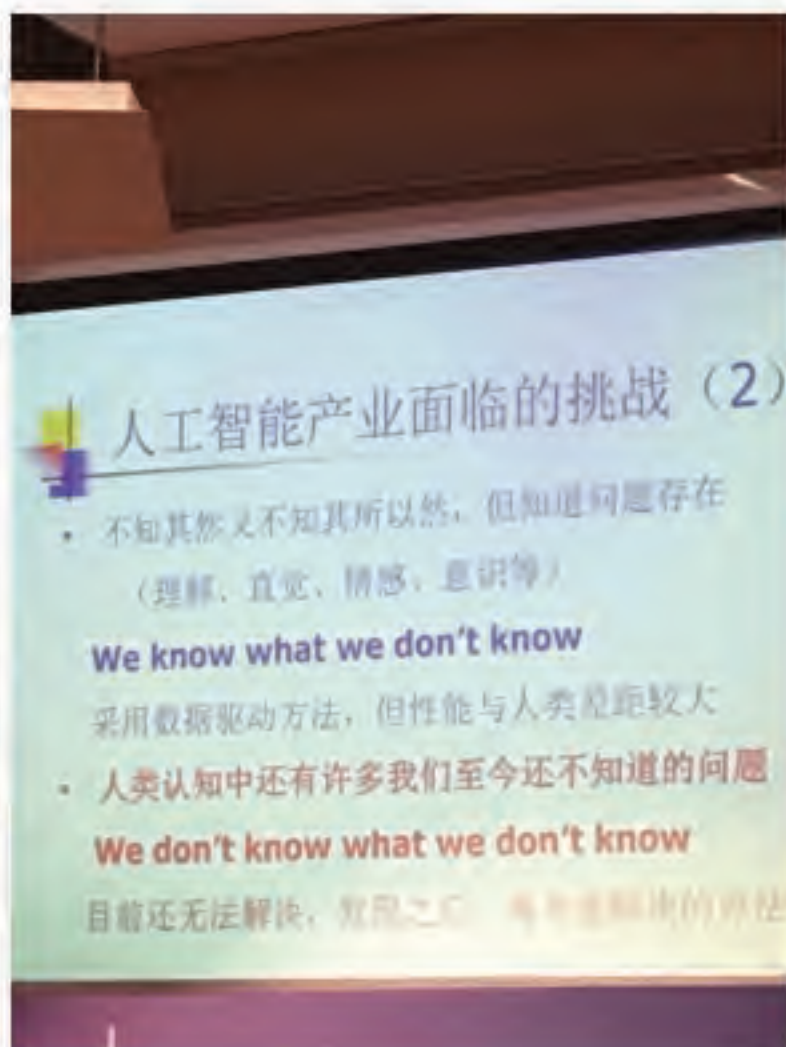 人工智能产业面临的挑战（2）
• 不知其然又不知其所以然，但知道问题存在
（理解、直觉、情感、意识等）
We know what we don't know
采用数据驱动方法，但性能与人类差距较大
• 人类认知中还有许多我们至今还不知道的问题
We don't know what we don't know
目前还无法解决，发现之后